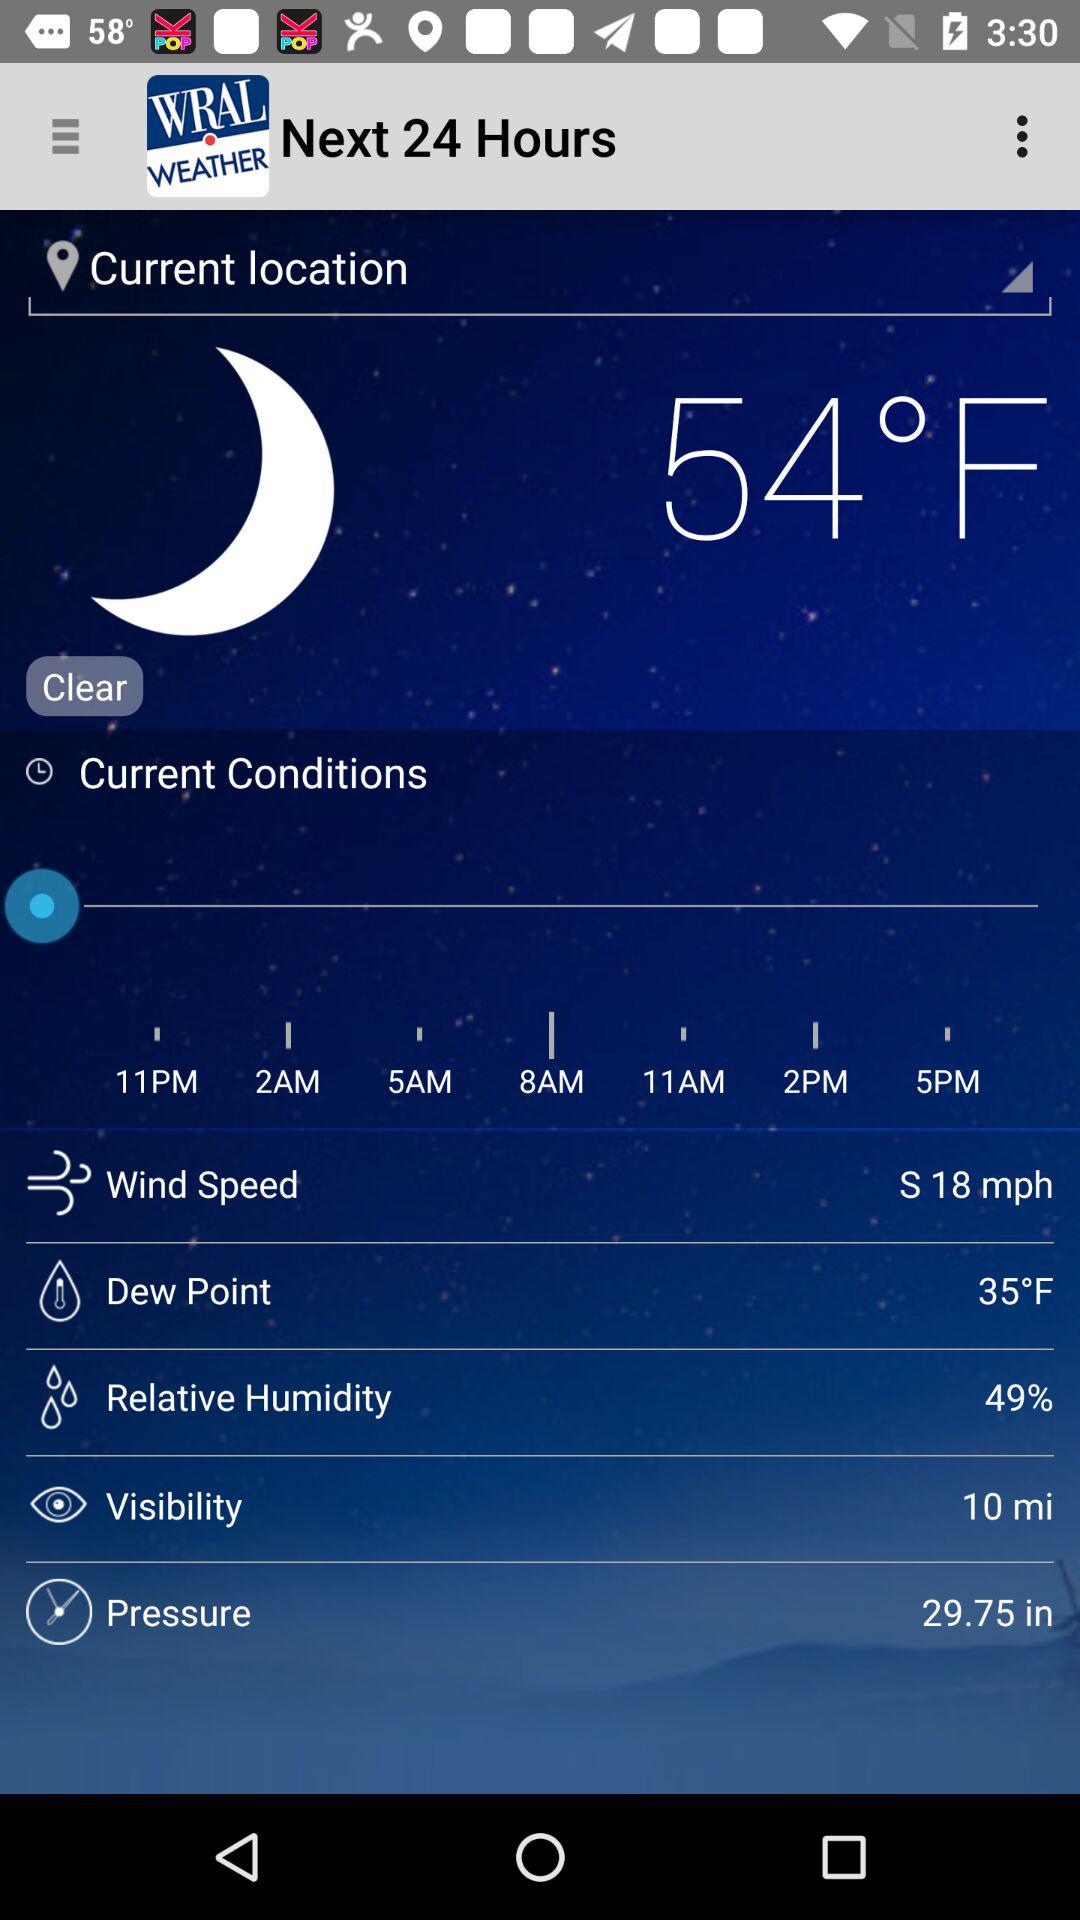 58° KPOP KPOP 3:30
WRAL
WEATHER
Next 24 Hours
Current location
54°F
Clear
Current Conditions
11PM 2AM 5AM 8AM 11AM 2PM 5PM
Wind Speed S 18 mph
Dew Point 35°F
Relative Humidity 49%
Visibility 10 mi
Pressure 29.75 in